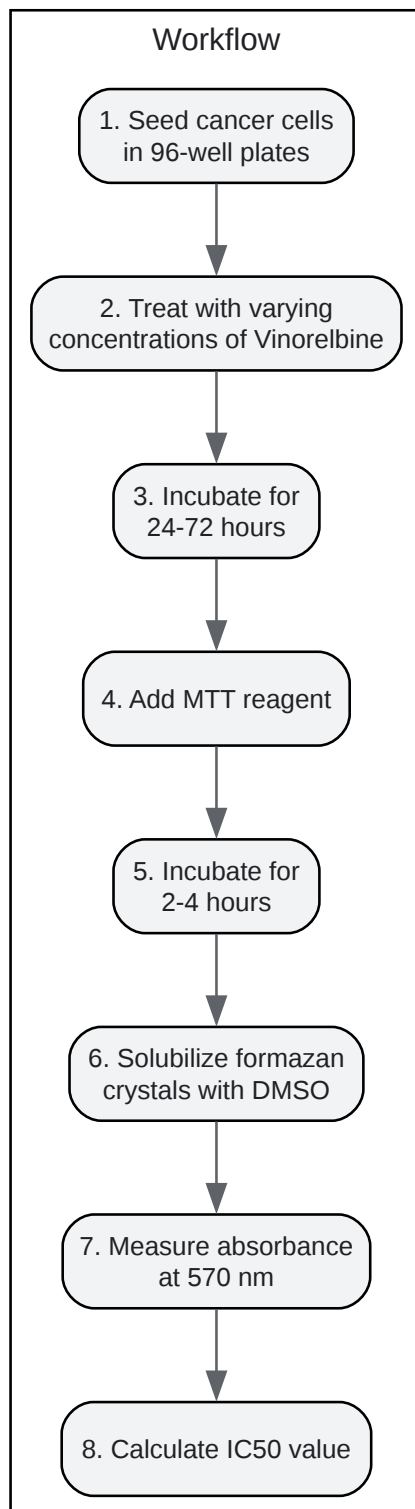 Workflow
1. Seed cancer cells
in 96-well plates
2. Treat with varying
concentrations of Vinorelbine
3. Incubate for
24-72 hours
4. Add MTT reagent
5. Incubate for
2-4 hours
6. Solubilize formazan
crystals with DMSO
7. Measure absorbance
at 570 nm
8. Calculate IC50 value